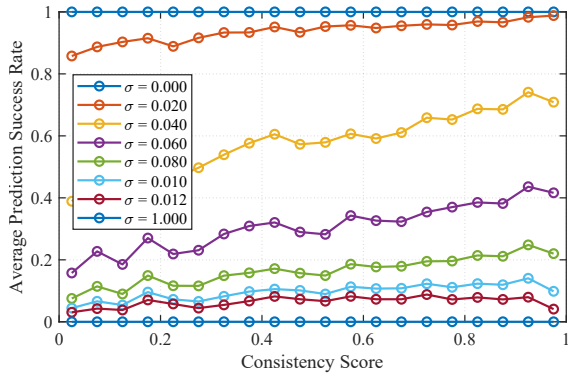 1
0.8
0.6
0.4
0.2
0
Average Prediction Success Rate
σ = 0.000
σ = 0.020
σ = 0.040
σ = 0.060
σ = 0.080
σ = 0.010
σ = 0.012
σ = 1.000
0 0.2 0.4 0.6 0.8 1
Consistency Score